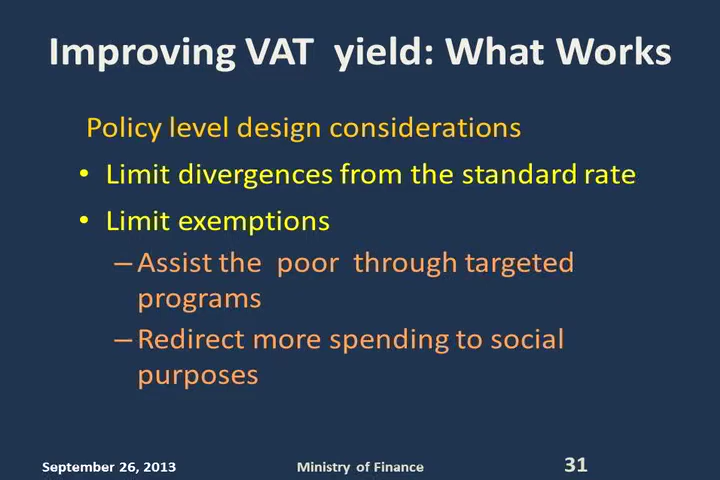 Improving VAT yield: What Works
Policy level design considerations
• Limit divergences from the standard rate
• Limit exemptions
– Assist the poor through targeted
programs
– Redirect more spending to social
purposes
September 26, 2013 Ministry of Finance 31